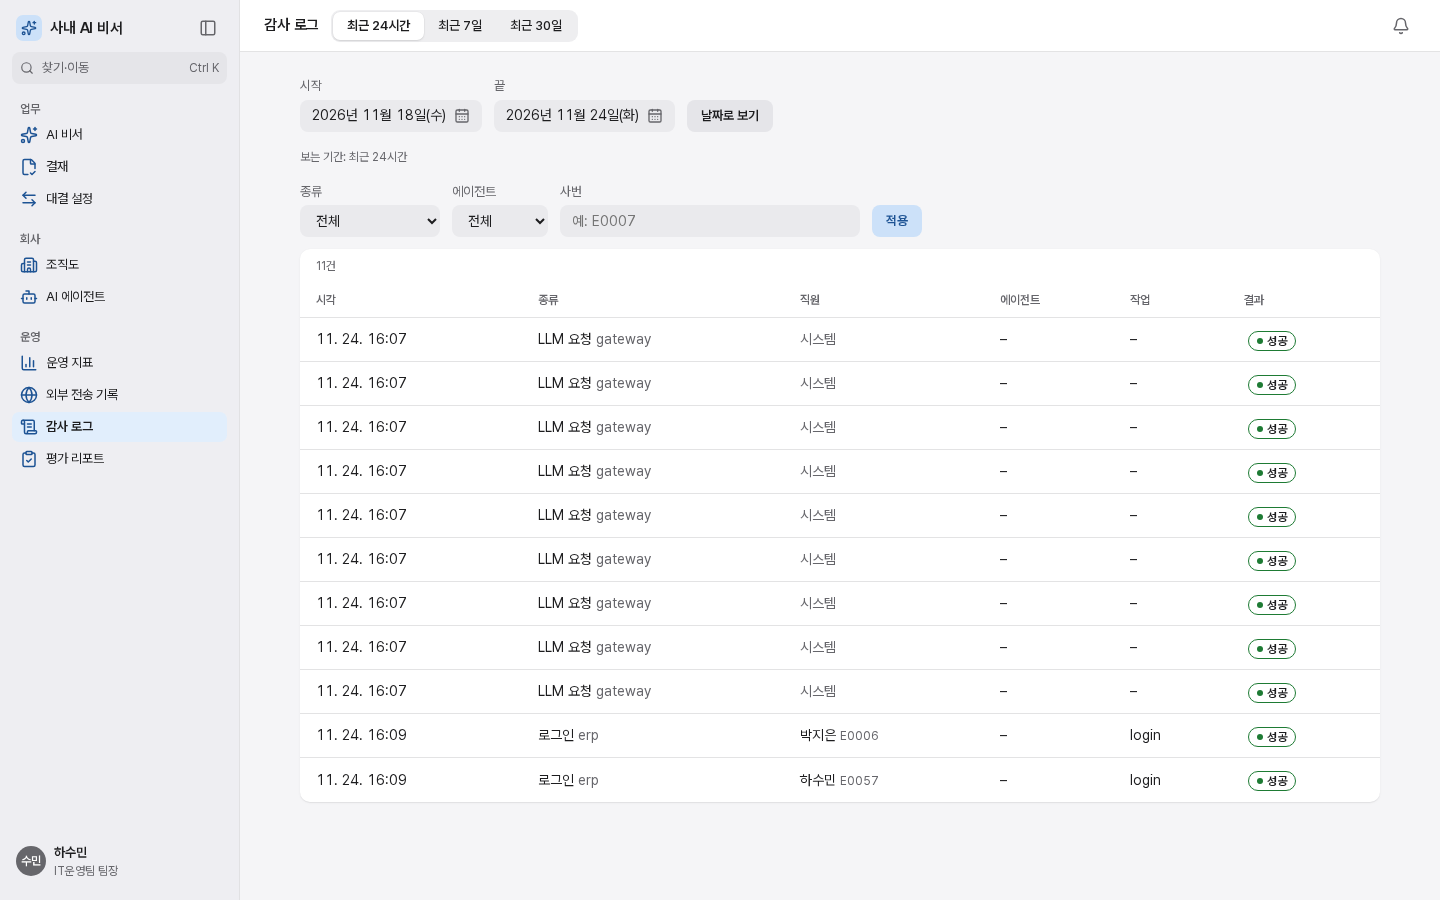 사내 AI 비서
찾기·이동 Ctrl K
업무
AI 비서
결재
대결 설정
회사
조직도
AI 에이전트
운영
운영 지표
외부 전송 기록
감사 로그
평가 리포트
수민
하수민
IT운영팀 팀장
감사 로그 최근 24시간 최근 7일 최근 30일
시작 끝
2026년 11월 18일(수) 2026년 11월 24일(화) 날짜로 보기
보는 기간: 최근 24시간
종류 에이전트 사번
전체 전체 예: E0007 적용
11건
시각 종류 직원 에이전트 작업 결과
11. 24. 16:07 LLM 요청 gateway 시스템 – – 성공
11. 24. 16:07 LLM 요청 gateway 시스템 – – 성공
11. 24. 16:07 LLM 요청 gateway 시스템 – – 성공
11. 24. 16:07 LLM 요청 gateway 시스템 – – 성공
11. 24. 16:07 LLM 요청 gateway 시스템 – – 성공
11. 24. 16:07 LLM 요청 gateway 시스템 – – 성공
11. 24. 16:07 LLM 요청 gateway 시스템 – – 성공
11. 24. 16:07 LLM 요청 gateway 시스템 – – 성공
11. 24. 16:07 LLM 요청 gateway 시스템 – – 성공
11. 24. 16:09 로그인 erp 박지은 E0006 – login 성공
11. 24. 16:09 로그인 erp 하수민 E0057 – login 성공